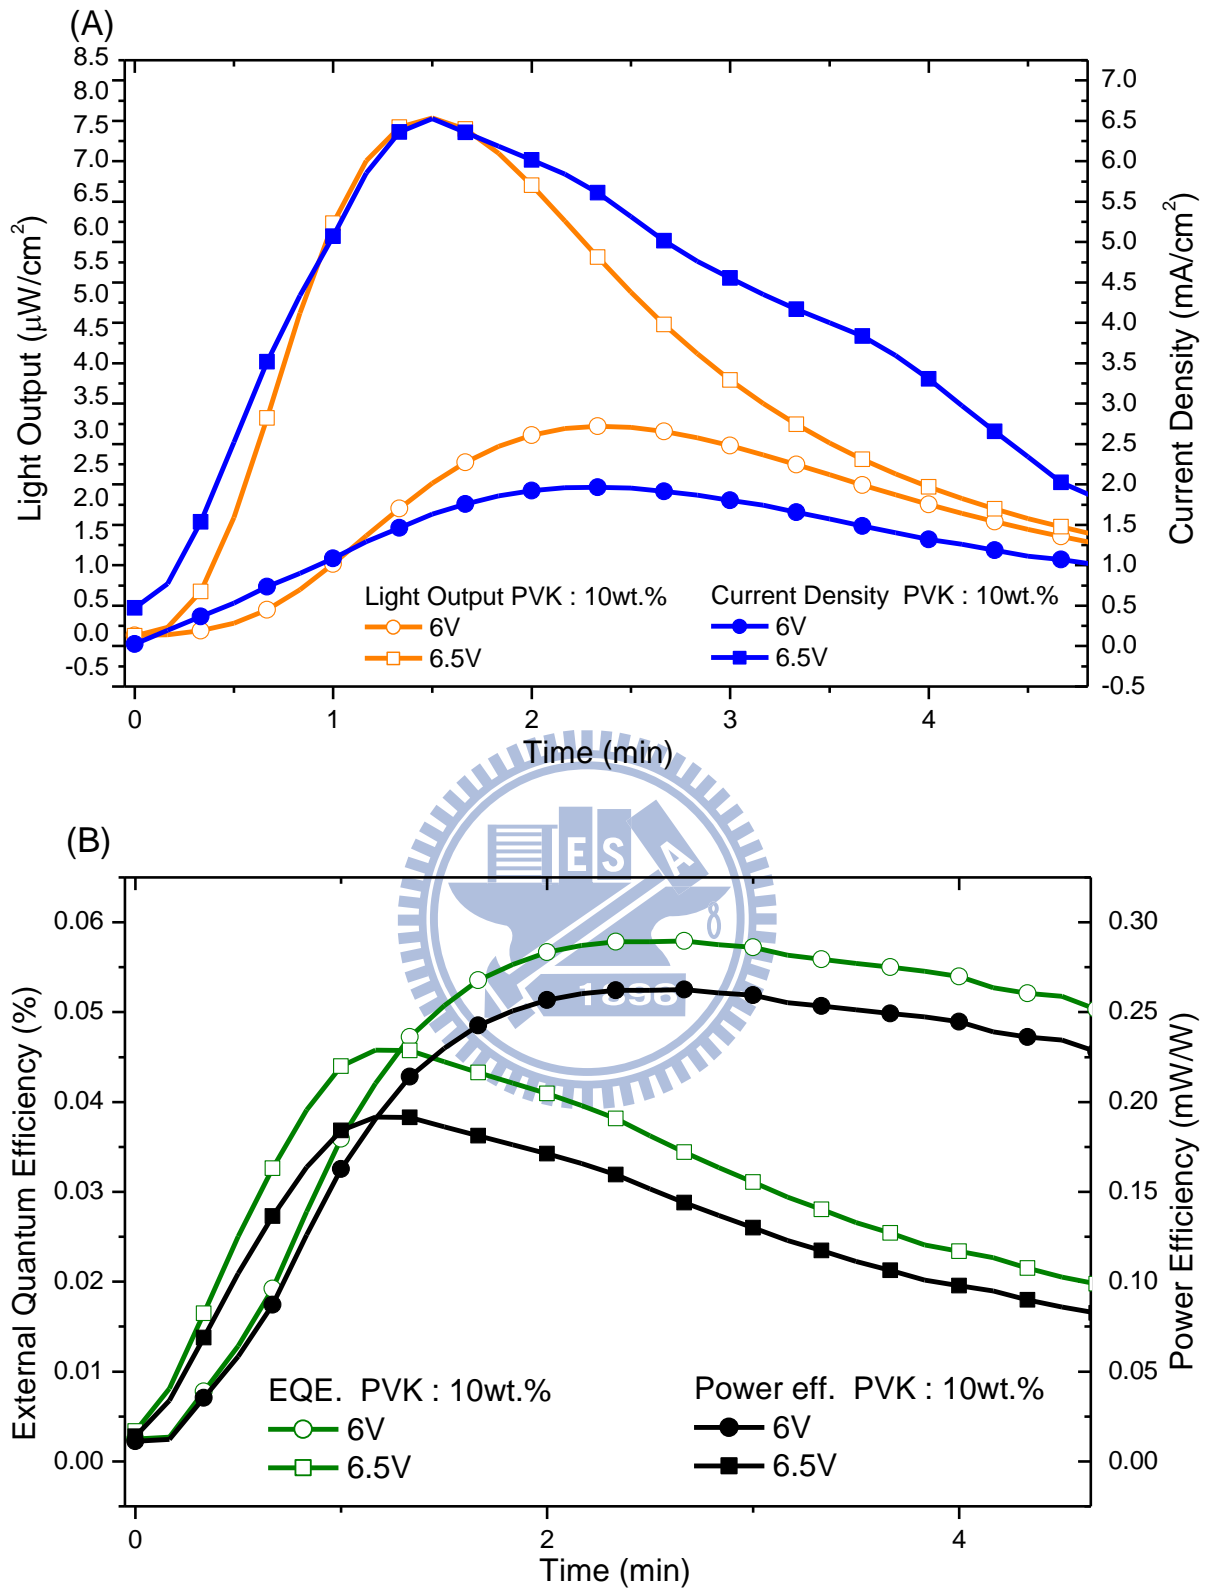 (A)
8.5
8.0
7.5
7.0
6.5
6.0
5.5
5.0
4.5
4.0
3.5
3.0
2.5
2.0
1.5
1.0
0.5
0.0
-0.5
Light Output (μW/cm²)
7.0
6.5
6.0
5.5
5.0
4.5
4.0
3.5
3.0
2.5
2.0
1.5
1.0
0.5
0.0
-0.5
Current Density (mA/cm²)
Light Output PVK : 10wt.%
6V
6.5V
Current Density PVK : 10wt.%
6V
6.5V
0 1 2 3 4
Time (min)
(B)
E S A
1896
0.06
0.05
0.04
0.03
0.02
0.01
0.00
External Quantum Efficiency (%)
0.30
0.25
0.20
0.15
0.10
0.05
0.00
Power Efficiency (mW/W)
EQE. PVK : 10wt.%
6V
6.5V
Power eff. PVK : 10wt.%
6V
6.5V
0 2 4
Time (min)